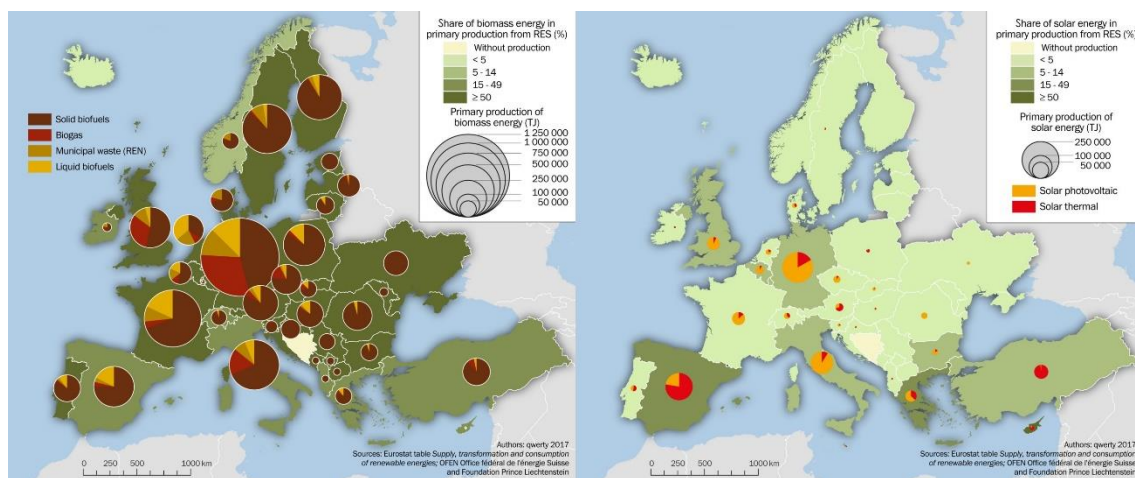 Share of biomass energy in
primary production from RES (%)
Without production
< 5
5 - 14
15 - 49
≥ 50
Primary production of
biomass energy (TJ)
1 250 000
1 000 000
750 000
500 000
250 000
100 000
50 000
Solid biofuels
Biogas
Municipal waste (REN)
Liquid biofuels
0 250 500 1000 km
Authors: qwerty 2017
Sources: Eurostat table Supply, transformation and consumption
of renewable energies; OFEN Office fédéral de l'énergie Suisse
and Foundation Prince Liechtenstein
Share of solar energy in
primary production from RES (%)
Without production
< 5
5 - 14
15 - 49
≥ 50
Primary production of
solar energy (TJ)
250 000
100 000
50 000
Solar photovoltaic
Solar thermal
0 250 500 1000 km
Authors: qwerty 2017
Sources: Eurostat table Supply, transformation and consumption
of renewable energies; OFEN Office fédéral de l'énergie Suisse
and Foundation Prince Liechtenstein